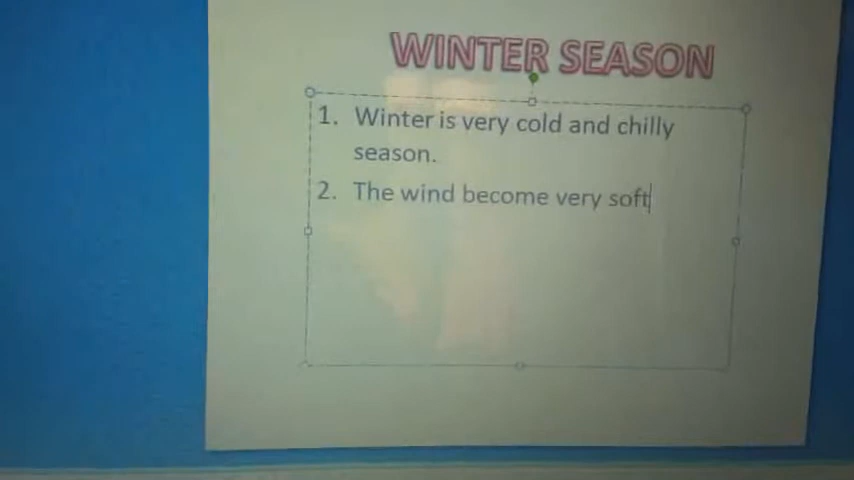 WINTER SEASON
1. Winter is very cold and chilly
season.
2. The wind become very soft